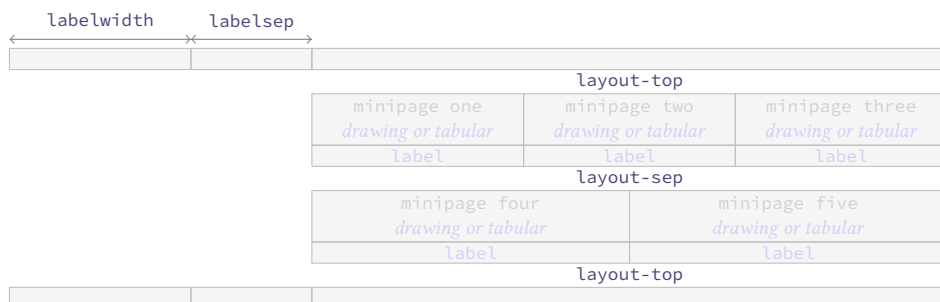 labelwidth labelsep
layout-top
minipage one minipage two minipage three
drawing or tabular drawing or tabular drawing or tabular
label label label
layout-sep
minipage four minipage five
drawing or tabular drawing or tabular
label label
layout-top